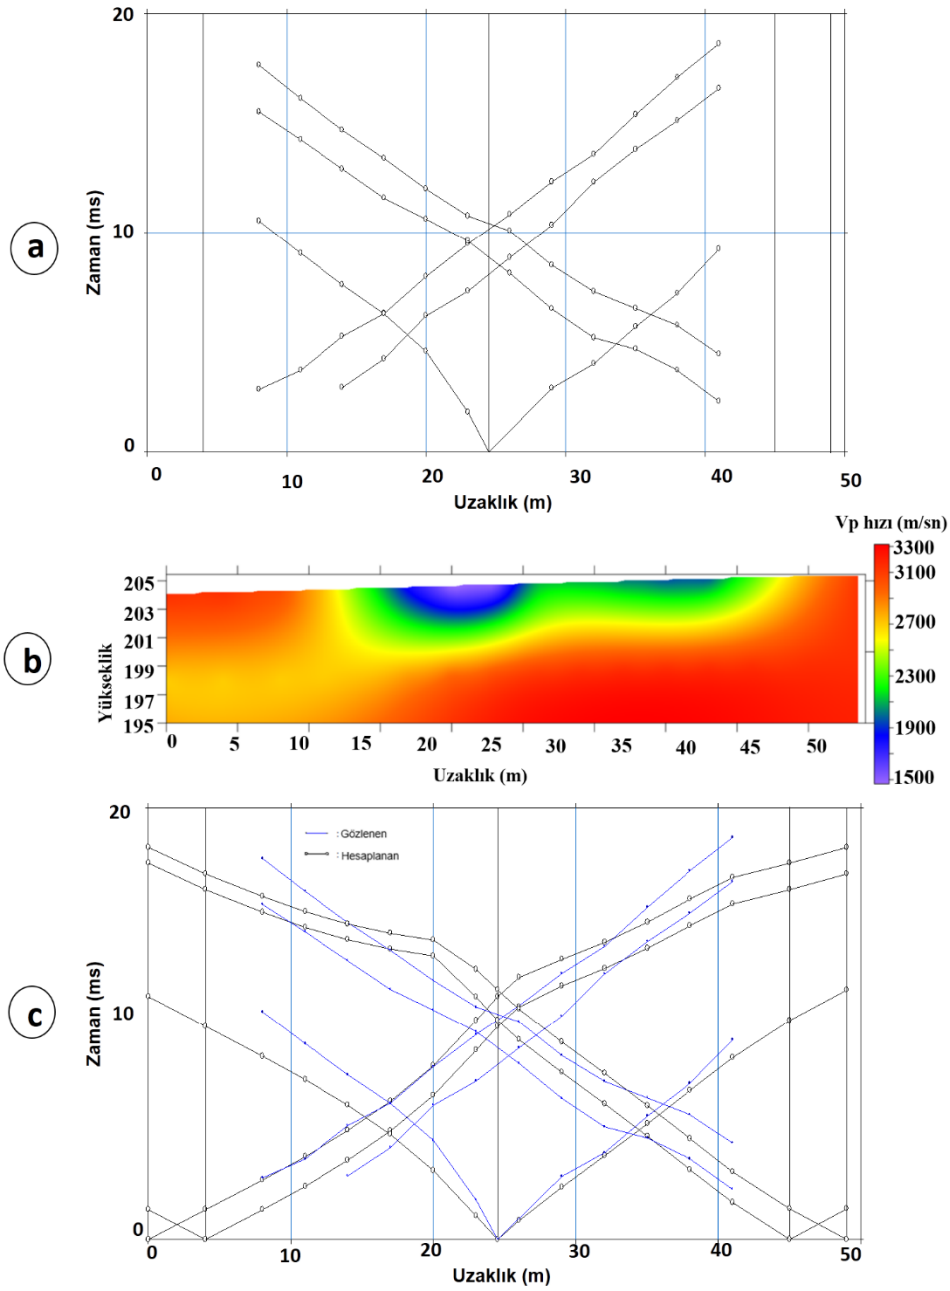 20
10
0
Zaman (ms)
a
0 10 20 30 40 50
Uzaklık (m)
Vp hızı (m/sn)
205
203
201
199
197
195
Yükseklik
b
0 5 10 15 20 25 30 35 40 45 50
Uzaklık (m)
3300
3100
2700
2300
1900
1500
20
10
0
Zaman (ms)
c
: Gözlenen
: Hesaplanan
0 10 20 30 40 50
Uzaklık (m)